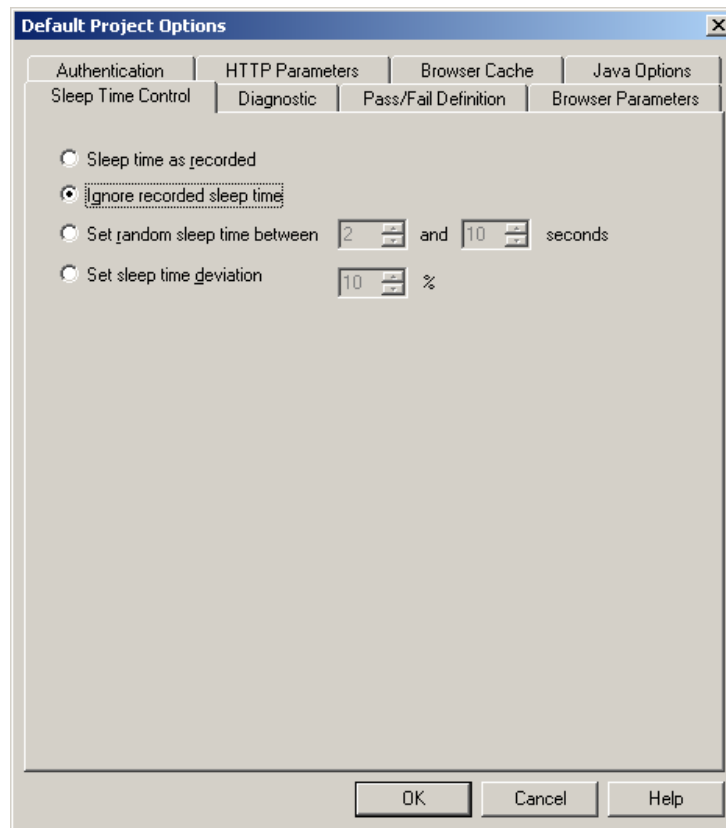 Default Project Options
Authentication HTTP Parameters Browser Cache Java Options
Sleep Time Control Diagnostic Pass/Fail Definition Browser Parameters
Sleep time as recorded
Ignore recorded sleep time
Set random sleep time between 2 and 10 seconds
Set sleep time deviation 10 %
OK Cancel Help